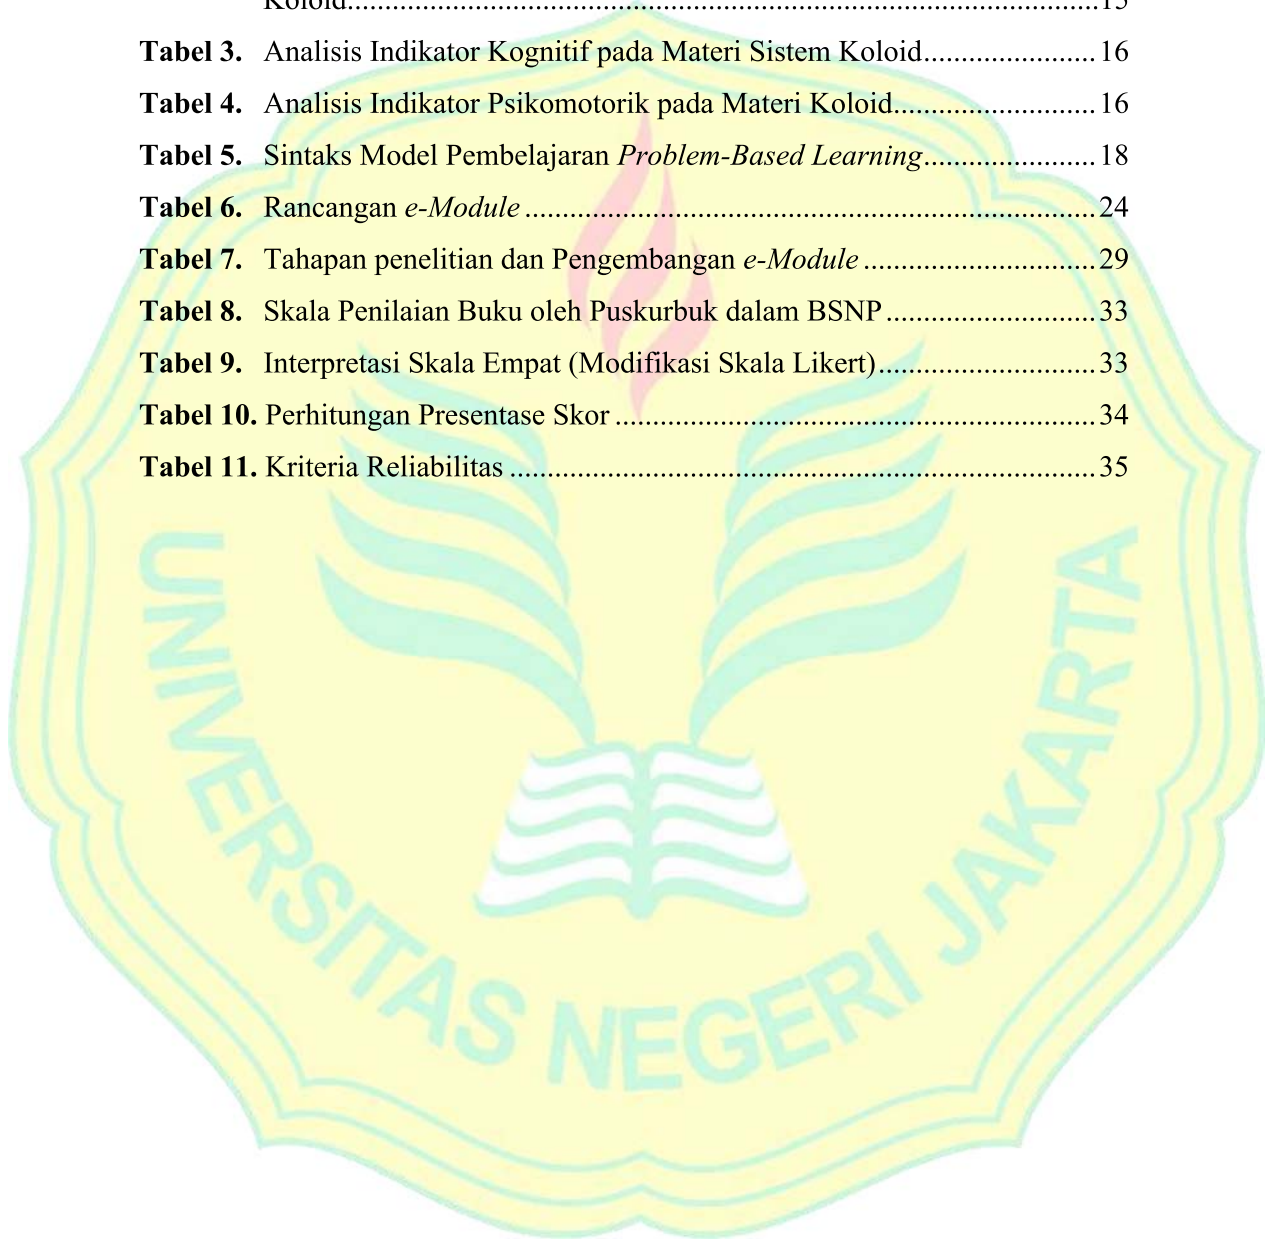 Koloid....................................................................................................15
Tabel 3. Analisis Indikator Kognitif pada Materi Sistem Koloid.......................16
Tabel 4. Analisis Indikator Psikomotorik pada Materi Koloid...........................16
Tabel 5. Sintaks Model Pembelajaran Problem-Based Learning.......................18
Tabel 6. Rancangan e-Module ............................................................................24
Tabel 7. Tahapan penelitian dan Pengembangan e-Module ...............................29
Tabel 8. Skala Penilaian Buku oleh Puskurbuk dalam BSNP ............................33
Tabel 9. Interpretasi Skala Empat (Modifikasi Skala Likert).............................33
Tabel 10. Perhitungan Presentase Skor ................................................................34
Tabel 11. Kriteria Reliabilitas ..............................................................................35
UNIVERSITAS NEGERI JAKARTA